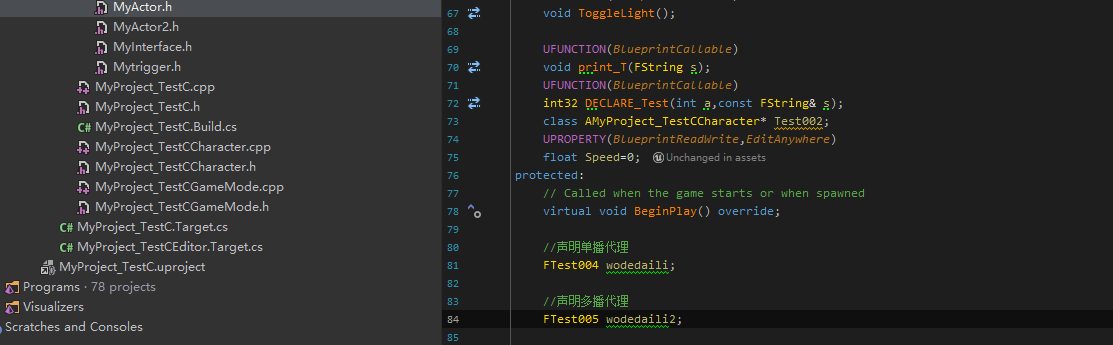 MyActor.h
MyActor2.h
MyInterface.h
Mytrigger.h
MyProject_TestC.cpp
MyProject_TestC.h
C# MyProject_TestC.Build.cs
MyProject_TestCCharacter.cpp
MyProject_TestCCharacter.h
MyProject_TestCGameMode.cpp
MyProject_TestCGameMode.h
C# MyProject_TestC.Target.cs
C# MyProject_TestCEditor.Target.cs
MyProject_TestC.uproject
Programs · 78 projects
Visualizers
Scratches and Consoles
67 void ToggleLight();
68
69 UFUNCTION(BlueprintCallable)
70 void print_T(FString s);
71 UFUNCTION(BlueprintCallable)
72 int32 DECLARE_Test(int a,const FString& s);
73 class AMyProject_TestCCharacter* Test002;
74 UPROPERTY(BlueprintReadWrite,EditAnywhere)
75 float Speed=0; Unchanged in assets
76 protected:
77 // Called when the game starts or when spawned
78 virtual void BeginPlay() override;
79
80 //声明单播代理
81 FTest004 wodedaili;
82
83 //声明多播代理
84 FTest005 wodedaili2;
85